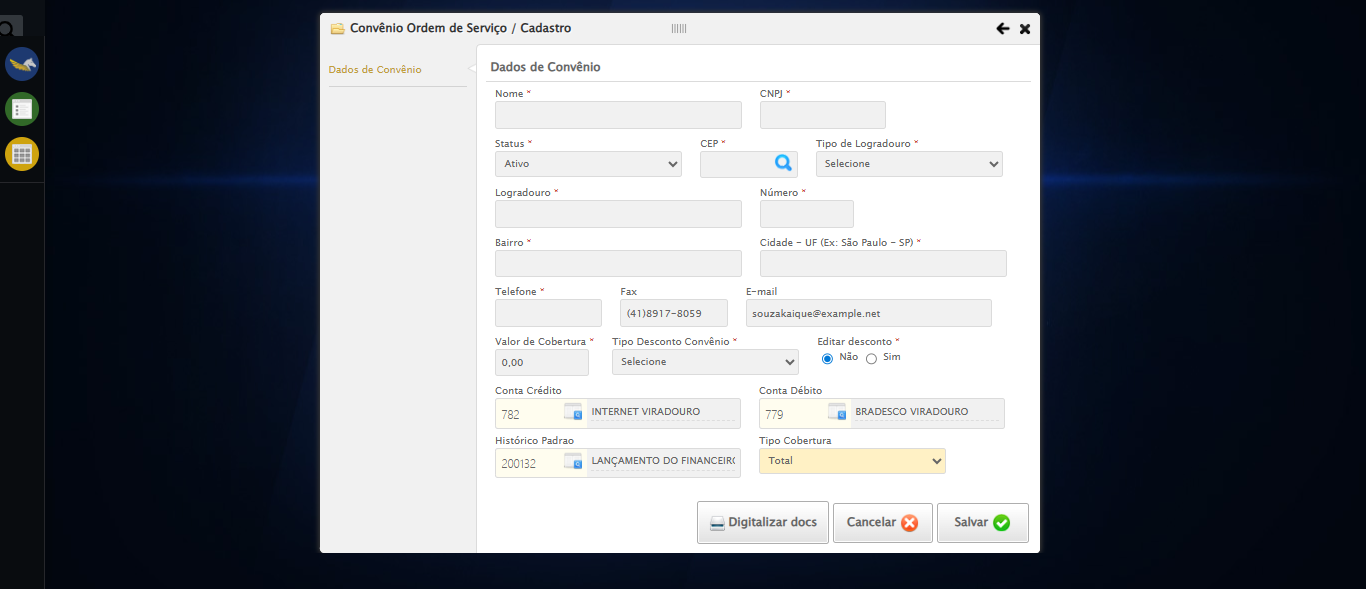 Convênio Ordem de Serviço / Cadastro
Dados de Convênio
Dados de Convênio
Nome * CNPJ *
Status * CEP * Tipo de Logradouro *
Ativo Selecione
Logradouro * Número *
Bairro * Cidade - UF (Ex: São Paulo - SP) *
Telefone * Fax E-mail
(41)8917-8059 souzakaique@example.net
Valor de Cobertura * Tipo Desconto Convênio * Editar desconto *
0,00 Selecione Não Sim
Conta Crédito Conta Débito
782 INTERNET VIRADOURO 779 BRADESCO VIRADOURO
Histórico Padrao Tipo Cobertura
200132 LANÇAMENTO DO FINANCEIRO Total
Digitalizar docs Cancelar Salvar